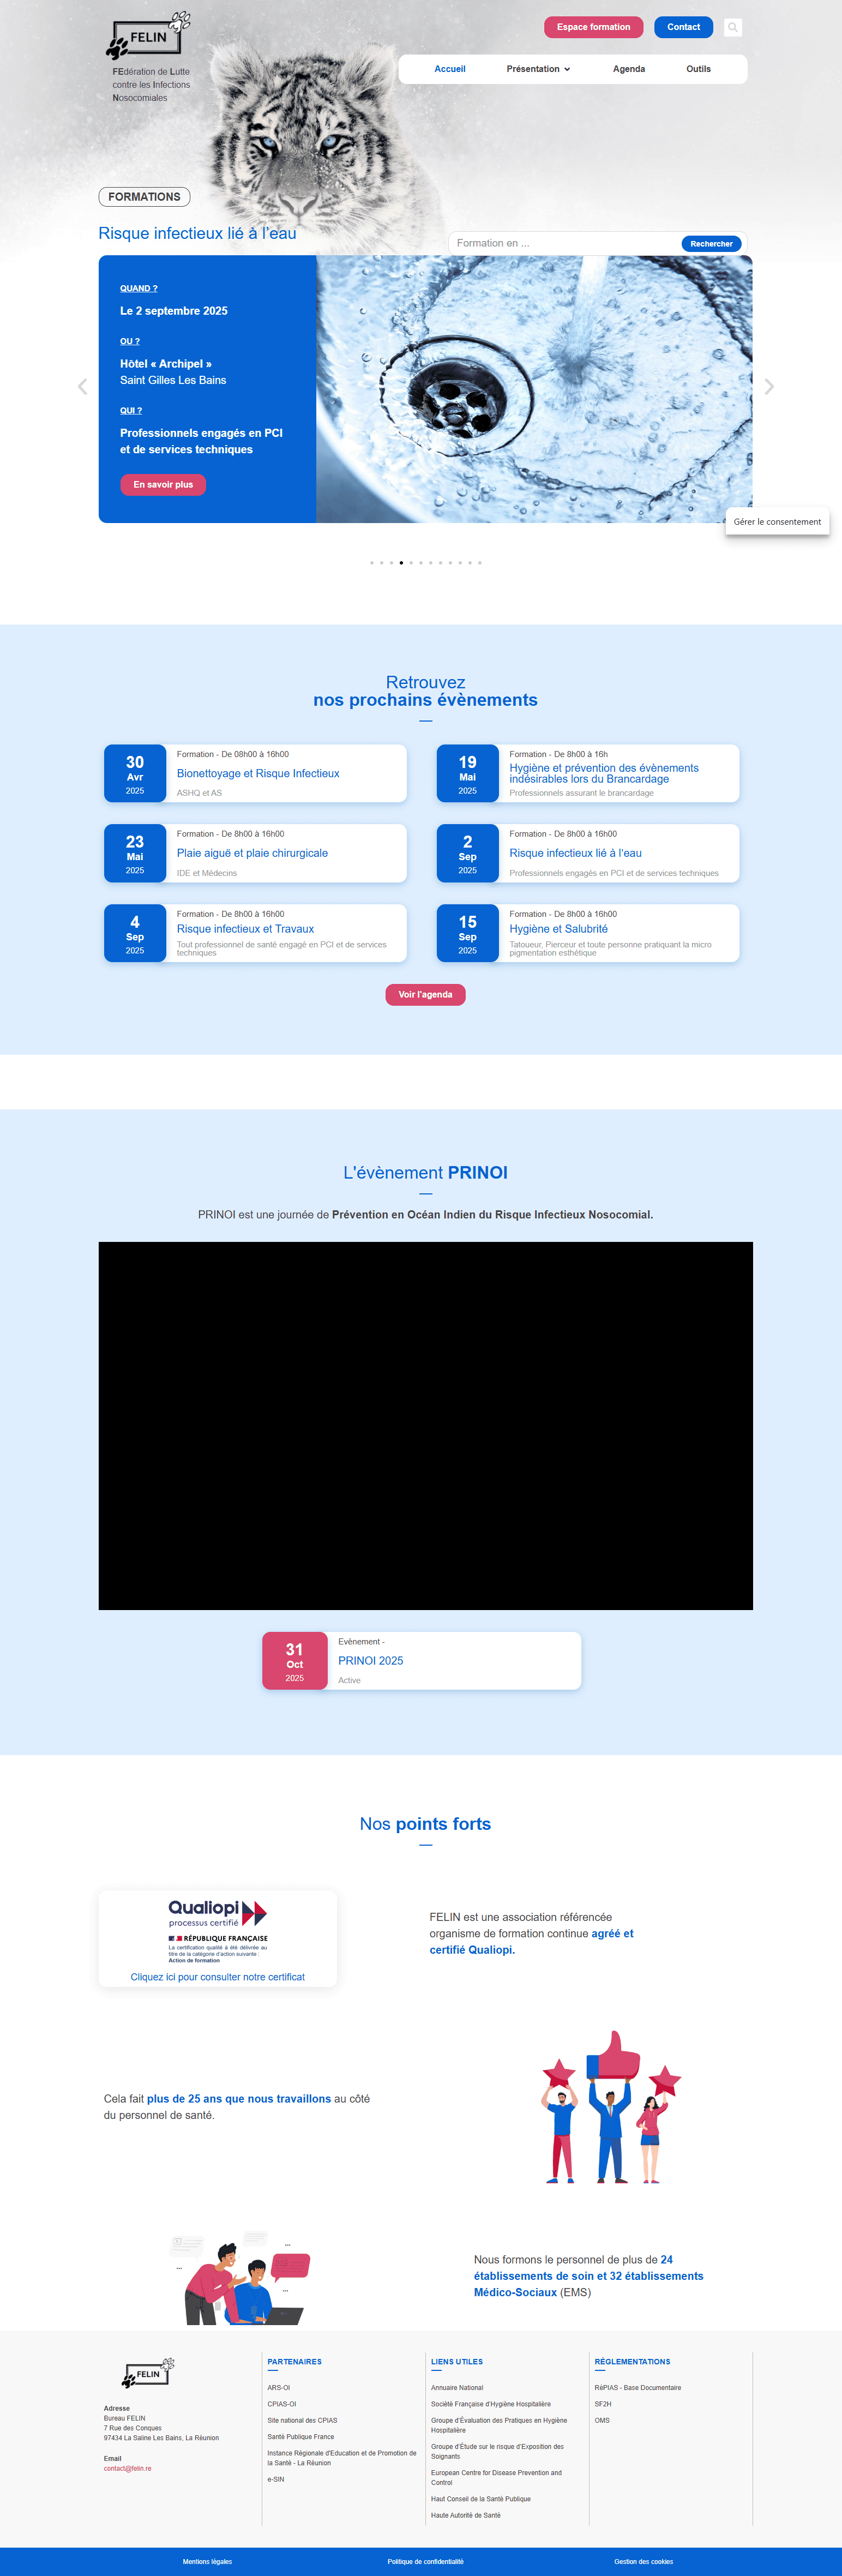 FELIN
FEdération de Lutte
contre les Infections
Nosocomiales
Espace formation
Contact
Accueil
Présentation
Agenda
Outils
FORMATIONS
Risque infectieux lié à l'eau
Formation en ...
Rechercher
QUAND ?
Le 2 septembre 2025
OU ?
Hôtel « Archipel »
Saint Gilles Les Bains
QUI ?
Professionnels engagés en PCI
et de services techniques
En savoir plus
Gérer le consentement
Retrouvez
nos prochains évènements
30
Avr
2025
Formation - De 08h00 à 16h00
Bionettoyage et Risque Infectieux
ASHQ et AS
19
Mai
2025
Formation - De 8h00 à 16h
Hygiène et prévention des évènements
indésirables lors du Brancardage
Professionnels assurant le brancardage
23
Mai
2025
Formation - De 8h00 à 16h00
Plaie aiguë et plaie chirurgicale
IDE et Médecins
2
Sep
2025
Formation - De 8h00 à 16h00
Risque infectieux lié à l'eau
Professionnels engagés en PCI et de services techniques
4
Sep
2025
Formation - De 8h00 à 16h00
Risque infectieux et Travaux
Tout professionnel de santé engagé en PCI et de services
techniques
15
Sep
2025
Formation - De 8h00 à 16h00
Hygiène et Salubrité
Tatoueur, Pierceur et toute personne pratiquant la micro
pigmentation esthétique
Voir l'agenda
L'évènement PRINOI
PRINOI est une journée de Prévention en Océan Indien du Risque Infectieux Nosocomial.
31
Oct
2025
Evènement -
PRINOI 2025
Active
Nos points forts
Qualiopi
processus certifié
RÉPUBLIQUE FRANÇAISE
La certification qualité a été délivrée au
titre de la catégorie d'action suivante :
Action de formation
Cliquez ici pour consulter notre certificat
FELIN est une association référencée
organisme de formation continue agréé et
certifié Qualiopi.
Cela fait plus de 25 ans que nous travaillons au côté
du personnel de santé.
Nous formons le personnel de plus de 24
établissements de soin et 32 établissements
Médico-Sociaux (EMS)
FELIN
Adresse
Bureau FELIN
7 Rue des Conques
97434 La Saline Les Bains, La Réunion
Email
contact@felin.re
PARTENAIRES
ARS-OI
CPIAS-OI
Site national des CPIAS
Santé Publique France
Instance Régionale d'Education et de Promotion de
la Santé - La Réunion
e-SIN
LIENS UTILES
Annuaire National
Société Française d'Hygiène Hospitalière
Groupe d'Évaluation des Pratiques en Hygiène
Hospitalière
Groupe d'Étude sur le risque d'Exposition des
Soignants
European Centre for Disease Prevention and
Control
Haut Conseil de la Santé Publique
Haute Autorité de Santé
RÉGLEMENTATIONS
RéPIAS - Base Documentaire
SF2H
OMS
Mentions légales
Politique de confidentialité
Gestion des cookies